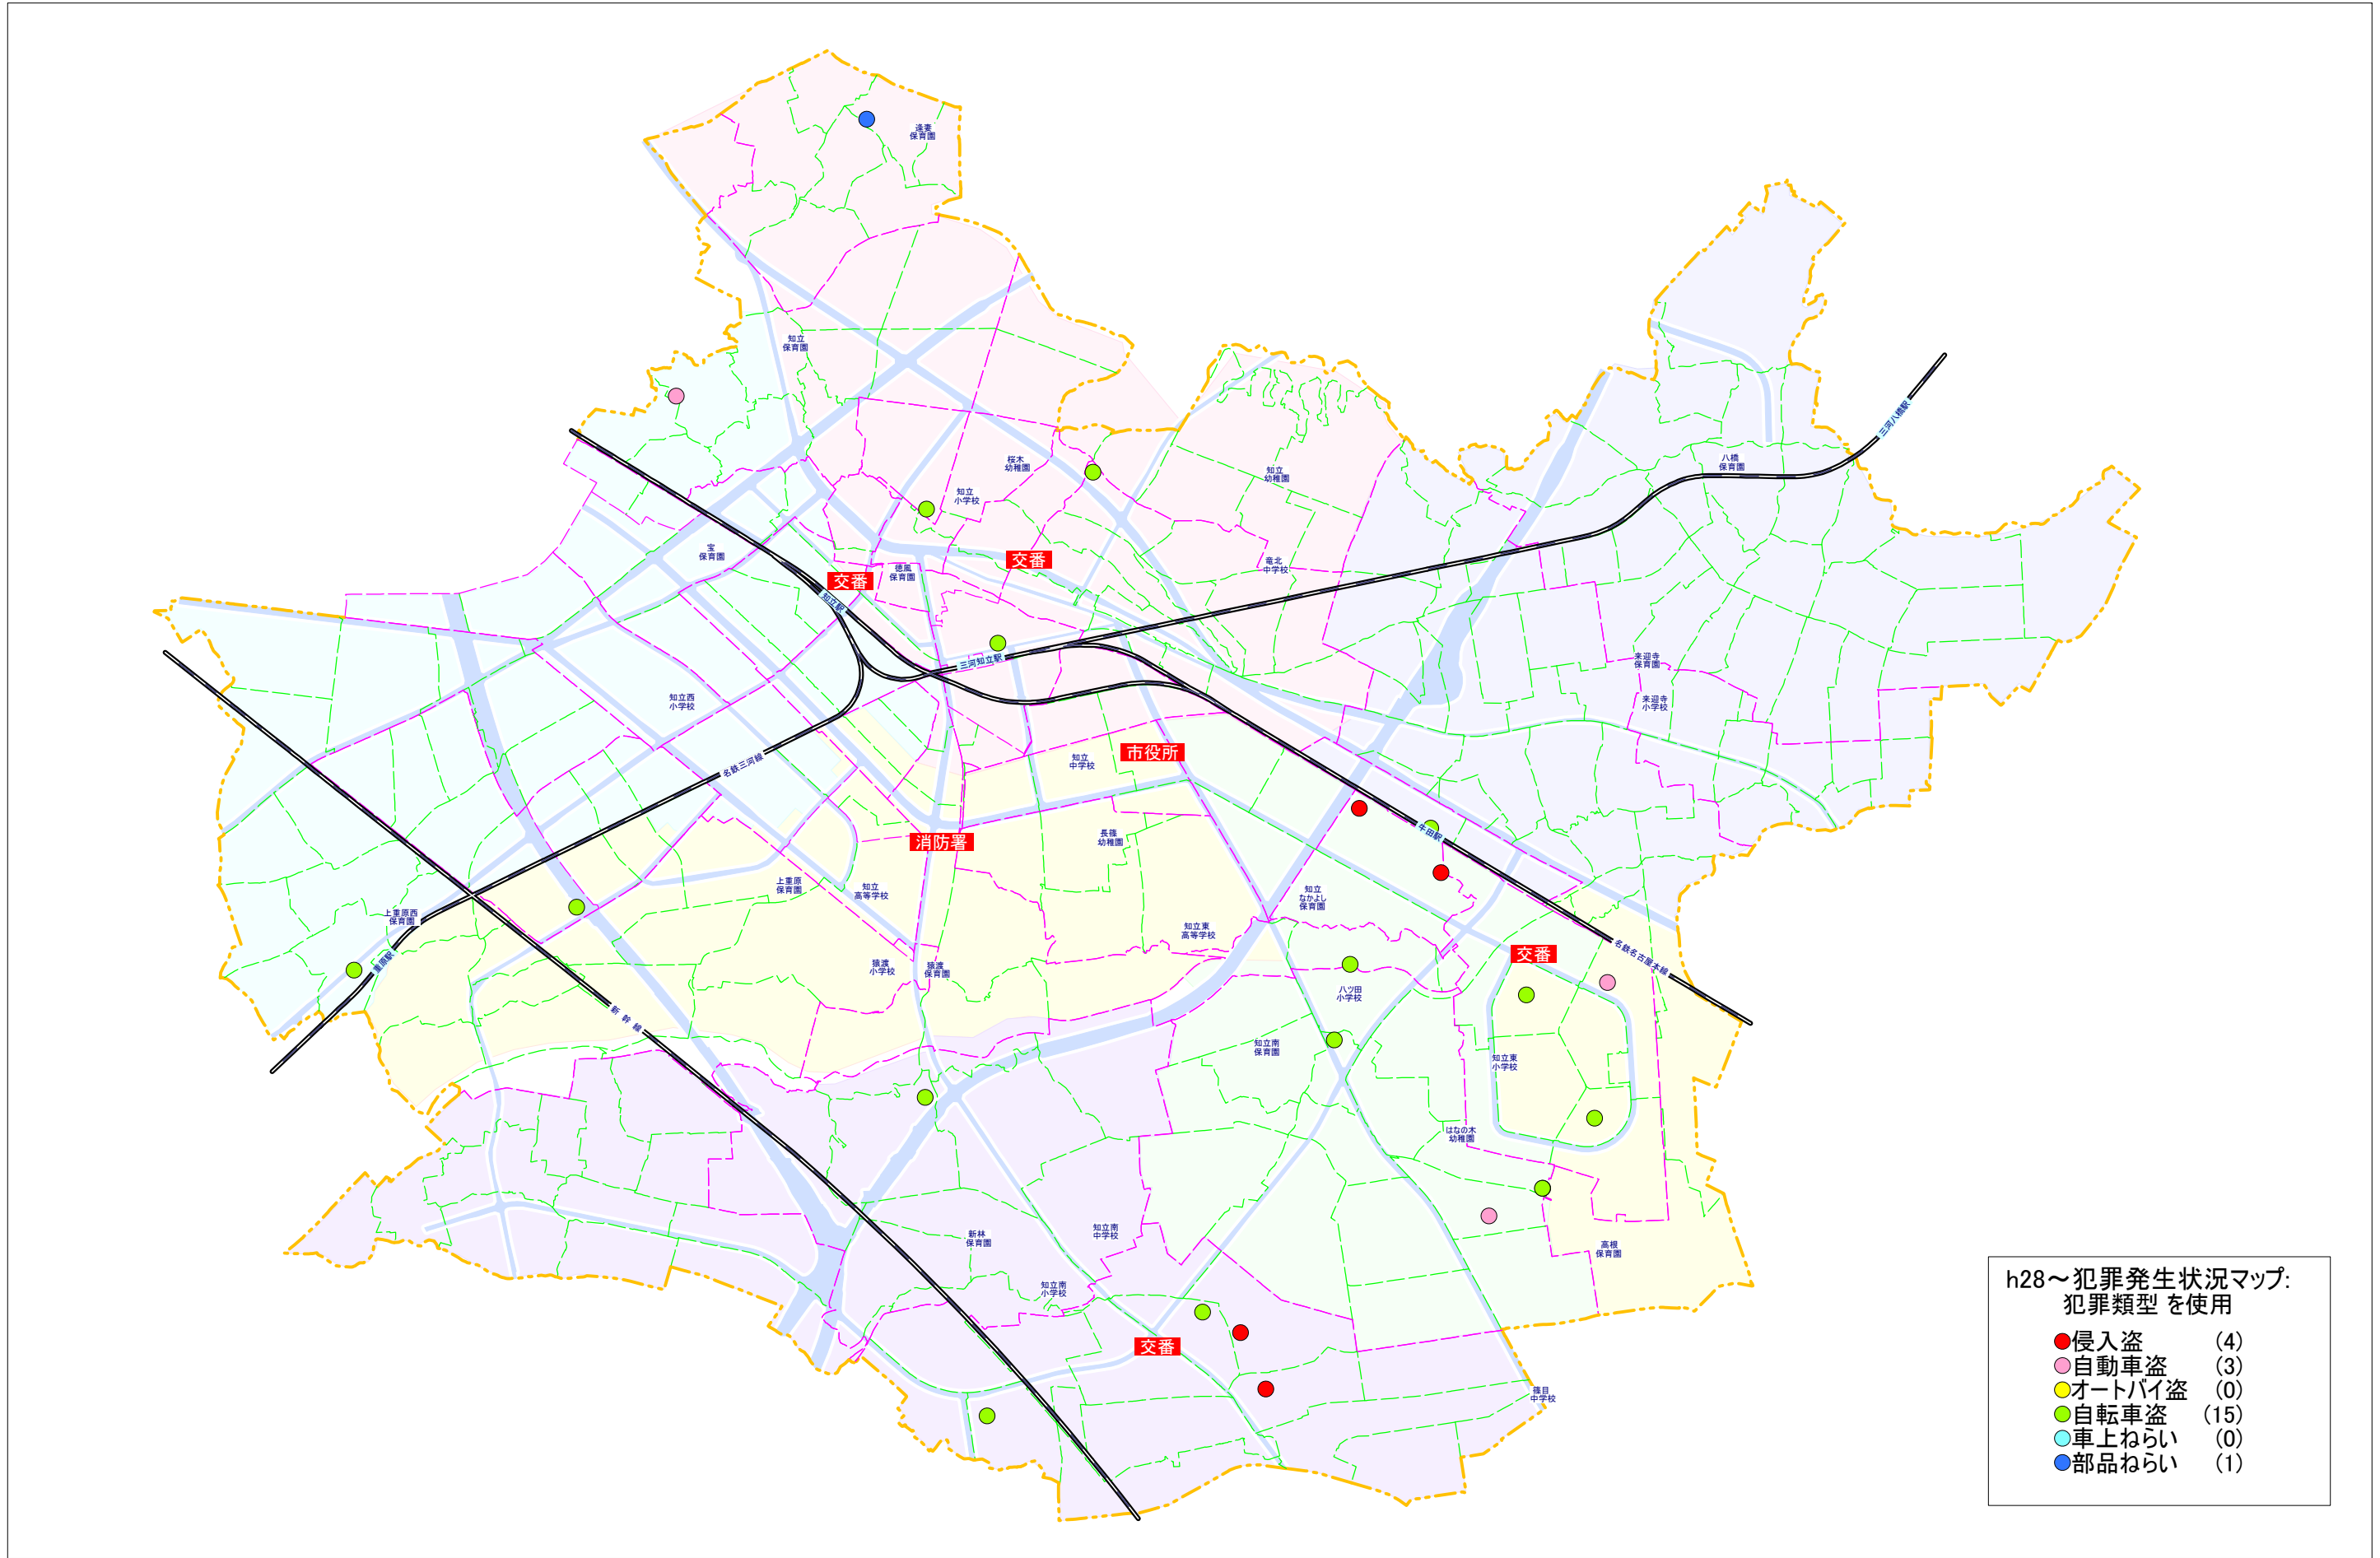 逢妻
保育園
知立
保育園
八橋
保育園
三河八橋駅
桜木
幼稚園
知立
小学校
知立
幼稚園
宝
保育園
交番
徳風
保育園
交番
竜北
中学校
知立駅
三河知立駅
来迎寺
保育園
来迎寺
小学校
知立西
小学校
名鉄三河線
知立
中学校
市役所
消防署
長篠
幼稚園
牛田駅
上重原
保育園
知立
高等学校
知立
なかよし
保育園
上重原西
保育園
重原駅
知立東
高等学校
猿渡
小学校
猿渡
保育園
交番
名鉄名古屋本線
八ツ田
小学校
新幹線
知立南
保育園
知立東
小学校
はなの木
幼稚園
知立南
中学校
新林
保育園
高根
保育園
知立南
小学校
交番
篠目
中学校
h28～犯罪発生状況マップ:
犯罪類型 を使用
侵入盗 (4)
自動車盗 (3)
オートバイ盗 (0)
自転車盗 (15)
車上ねらい (0)
部品ねらい (1)